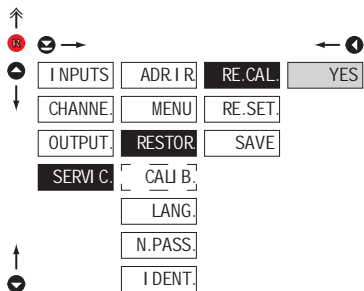 R
INPUTS ADR.IR. RE.CAL. YES
CHANNE. MENU RE.SET.
OUTPUT. RESTOR. SAVE
SERVIC. CALIB.
LANG.
N.PASS.
IDENT.